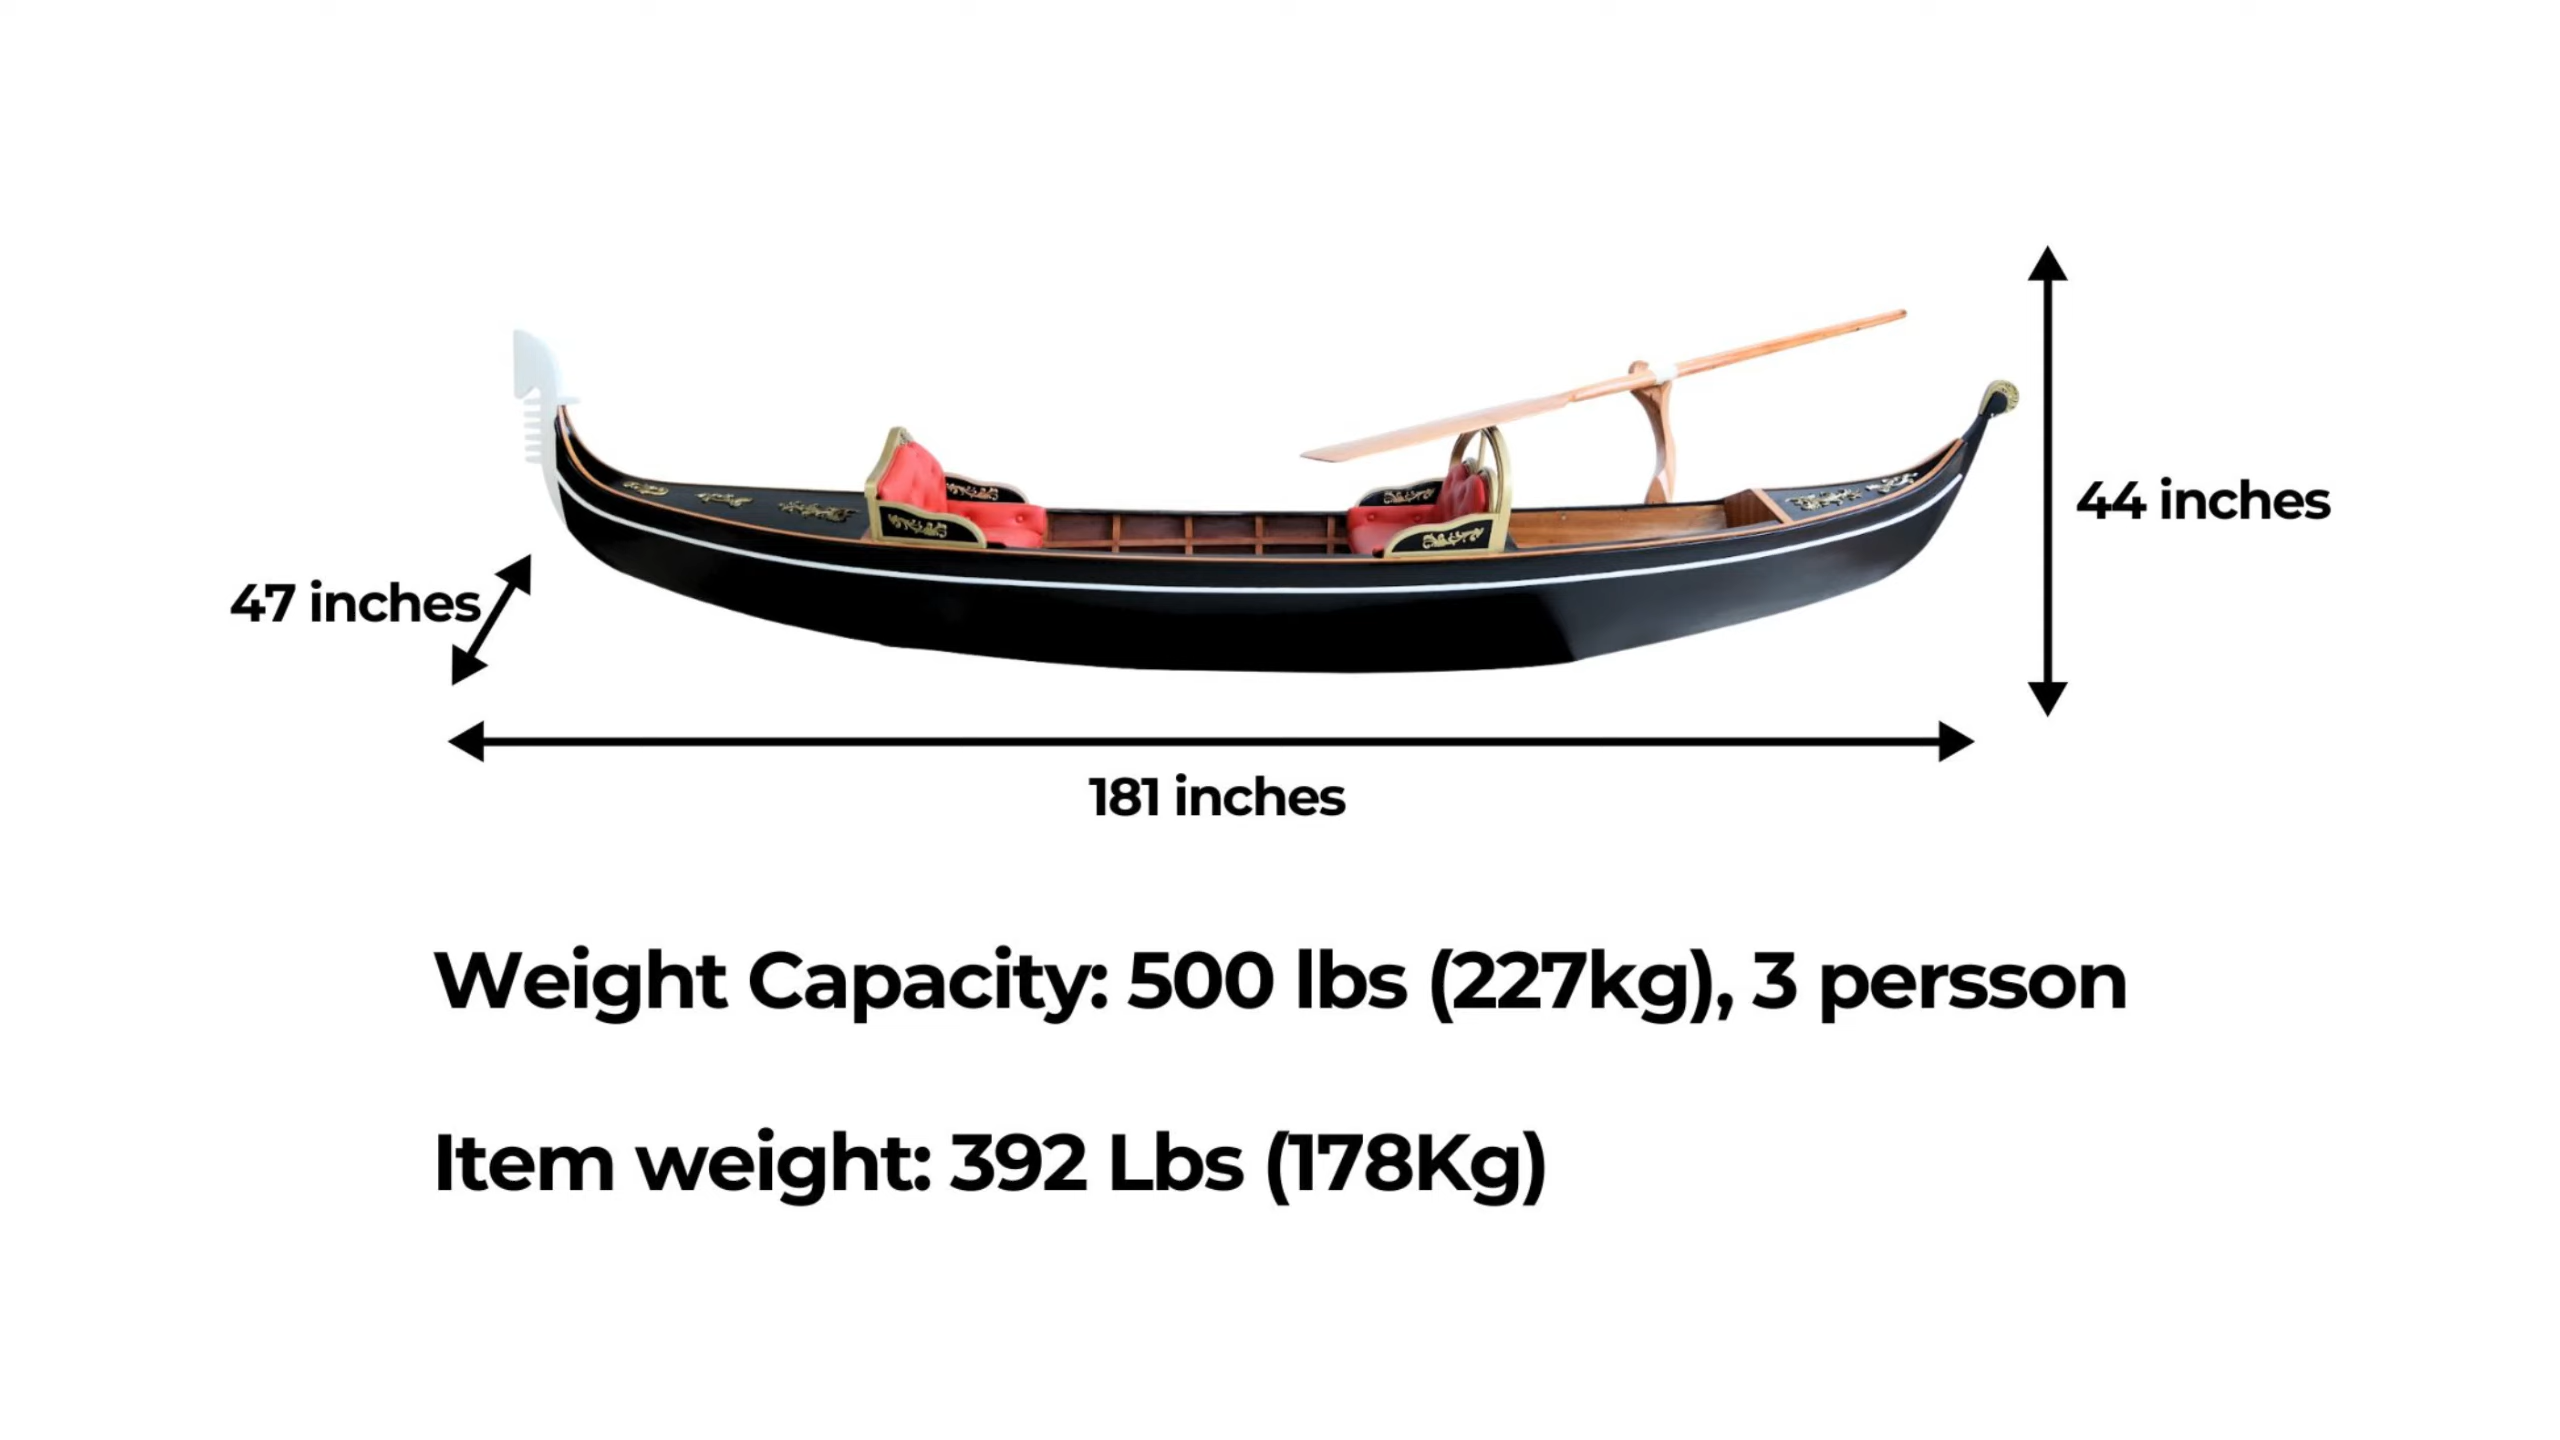 44 inches
47 inches
181 inches
Weight Capacity: 500 lbs (227kg), 3 persson
Item weight: 392 Lbs (178Kg)